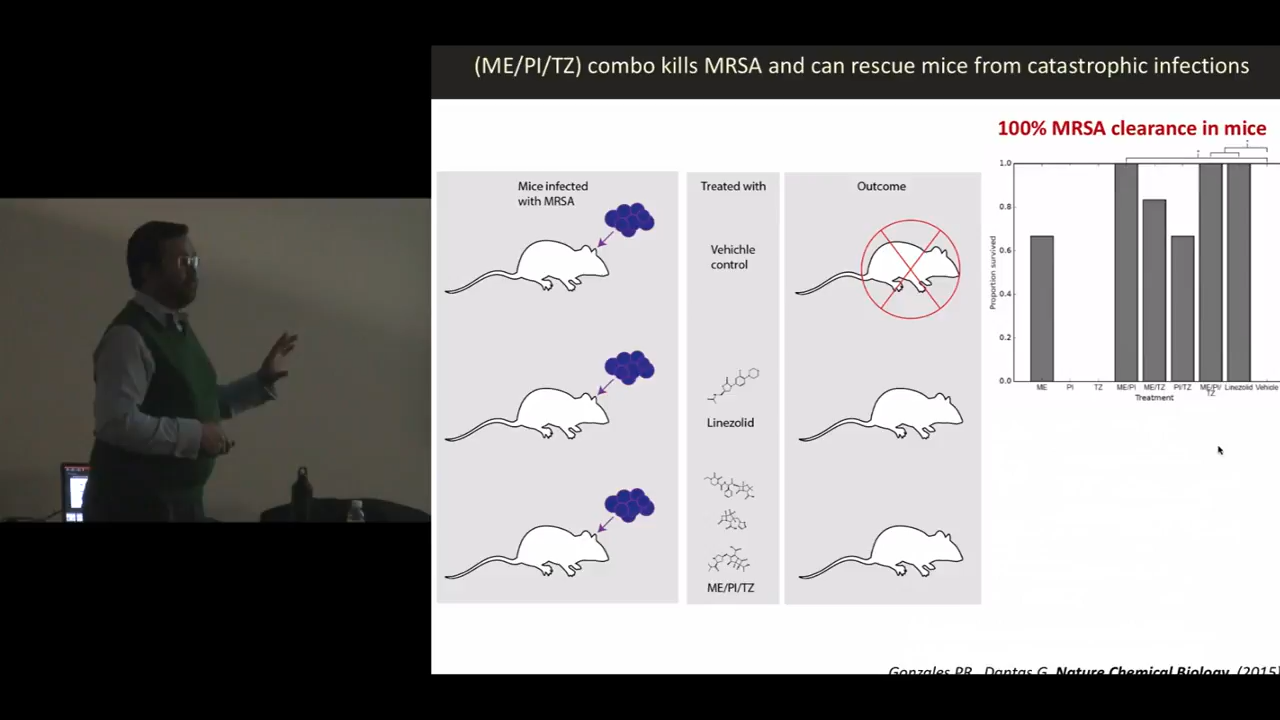 (ME/PI/TZ) combo kills MRSA and can rescue mice from catastrophic infections
100% MRSA clearance in mice
Mice infected
with MRSA
Treated with
Outcome
Vehichle
control
Linezolid
ME/PI/TZ
1.0
0.8
0.6
0.4
0.2
0.0
Proportion survived
ME PI TZ ME/PI ME/TZ PI/TZ ME/PI/ Linezolid Vehicle
TZ
Treatment
Gonzales PR, Dantas G. Nature Chemical Biology. (2015)